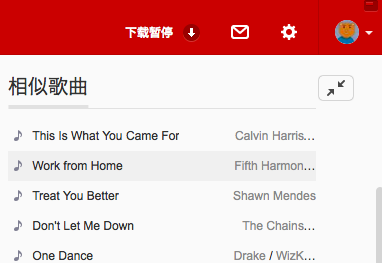 下载暂停
相似歌曲
This Is What You Came For Calvin Harris...
Work from Home Fifth Harmon...
Treat You Better Shawn Mendes
Don't Let Me Down The Chains...
One Dance Drake / WizK...